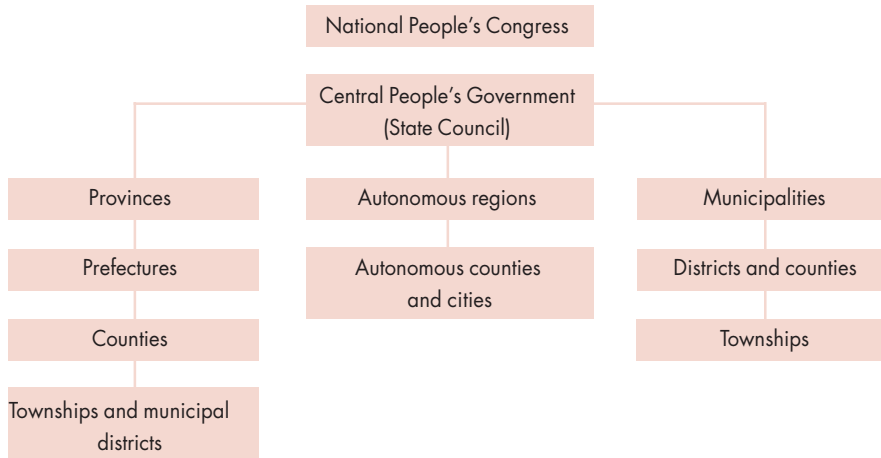 National People’s Congress
Central People’s Government
(State Council)
Provinces
Autonomous regions
Municipalities
Prefectures
Autonomous counties
and cities
Districts and counties
Counties
Townships
Townships and municipal
districts